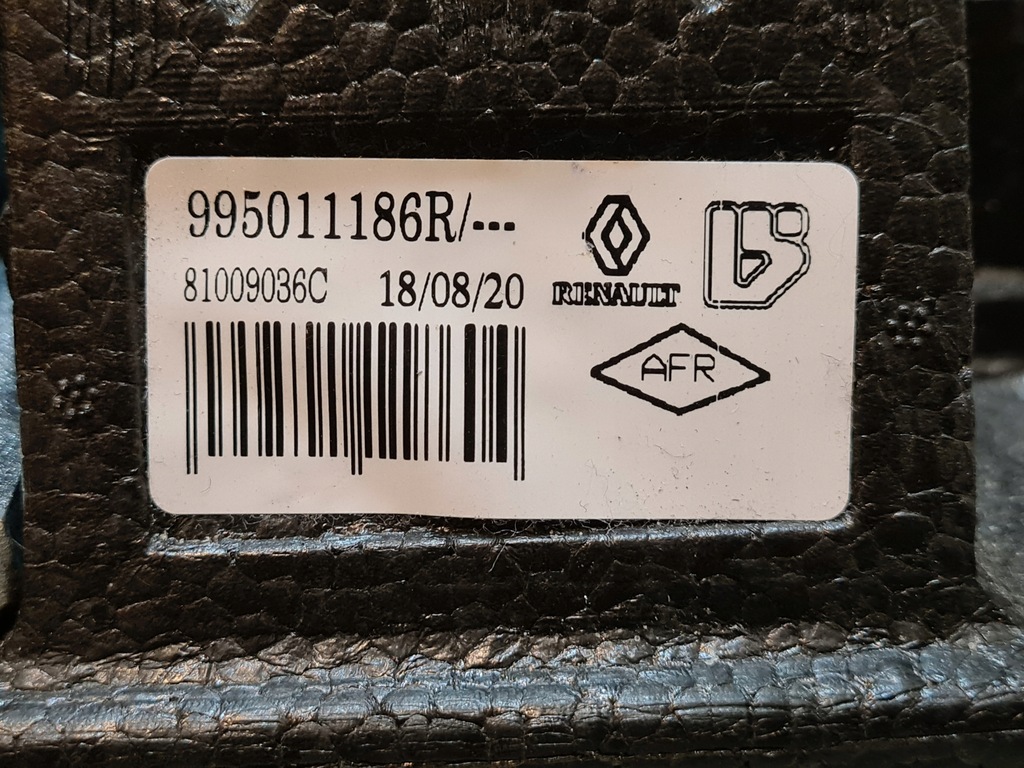 995011186R/---
81009036C 18/08/20
RENAULT
AFR